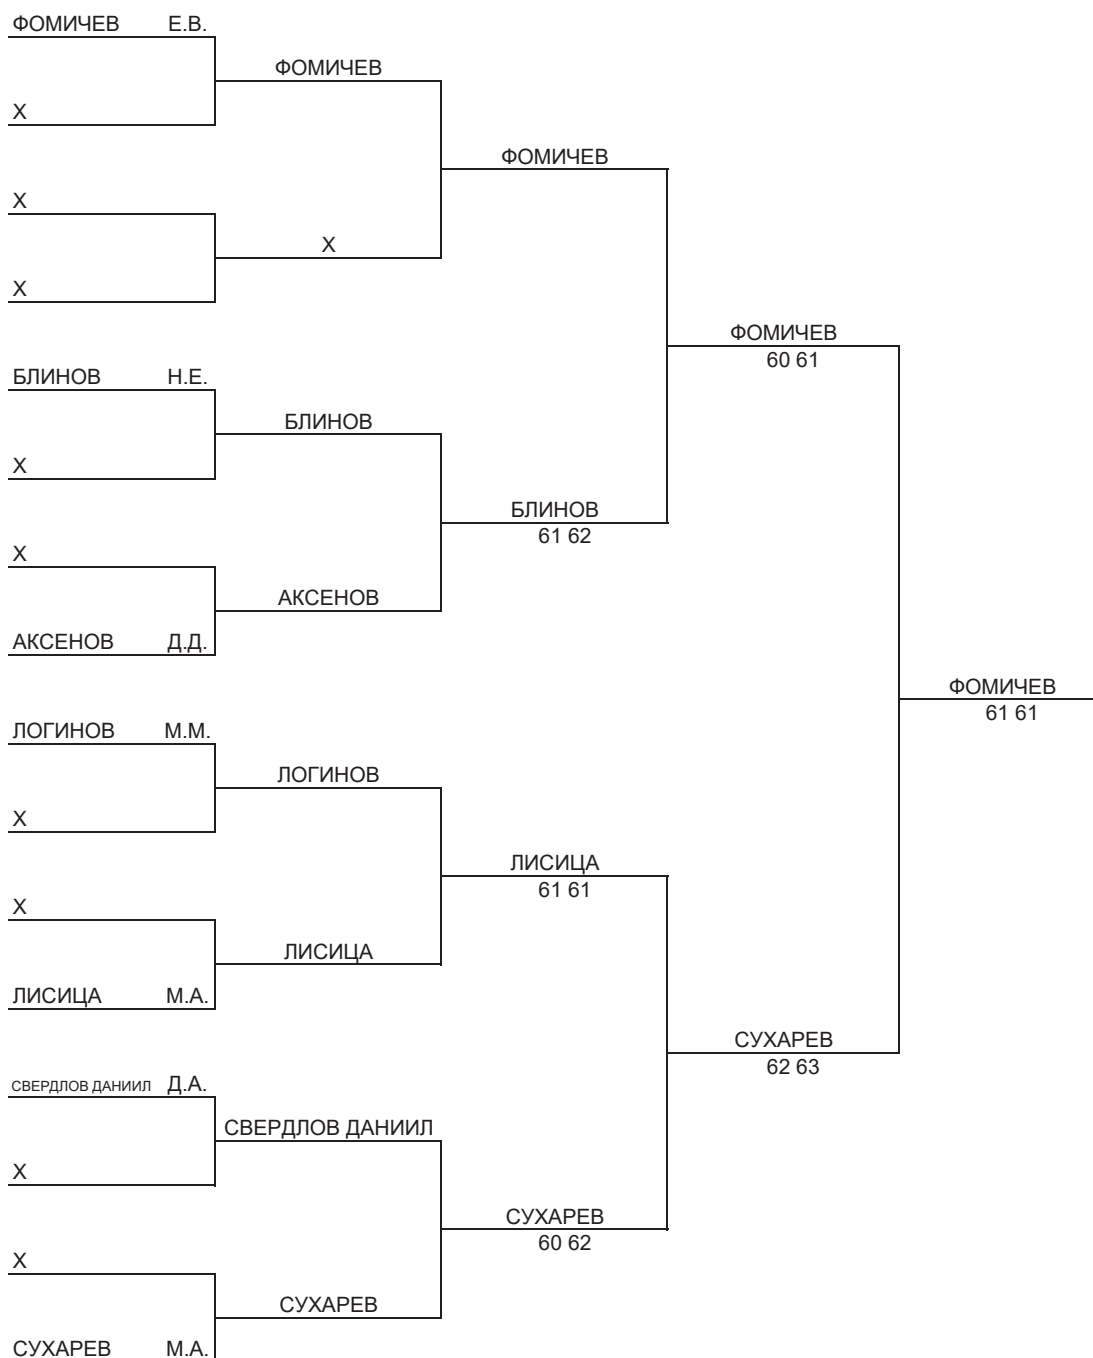 ФОМИЧЕВ Е.В.
ФОМИЧЕВ
X
ФОМИЧЕВ
X
X
X
ФОМИЧЕВ
60 61
БЛИНОВ Н.Е.
БЛИНОВ
X
БЛИНОВ
61 62
X
АКСЕНОВ
АКСЕНОВ Д.Д.
ФОМИЧЕВ
61 61
ЛОГИНОВ М.М.
ЛОГИНОВ
X
ЛИСИЦА
61 61
X
ЛИСИЦА
ЛИСИЦА М.А.
СУХАРЕВ
62 63
СВЕРДЛОВ ДАНИИЛ Д.А.
СВЕРДЛОВ ДАНИИЛ
X
СУХАРЕВ
60 62
X
СУХАРЕВ
СУХАРЕВ М.А.